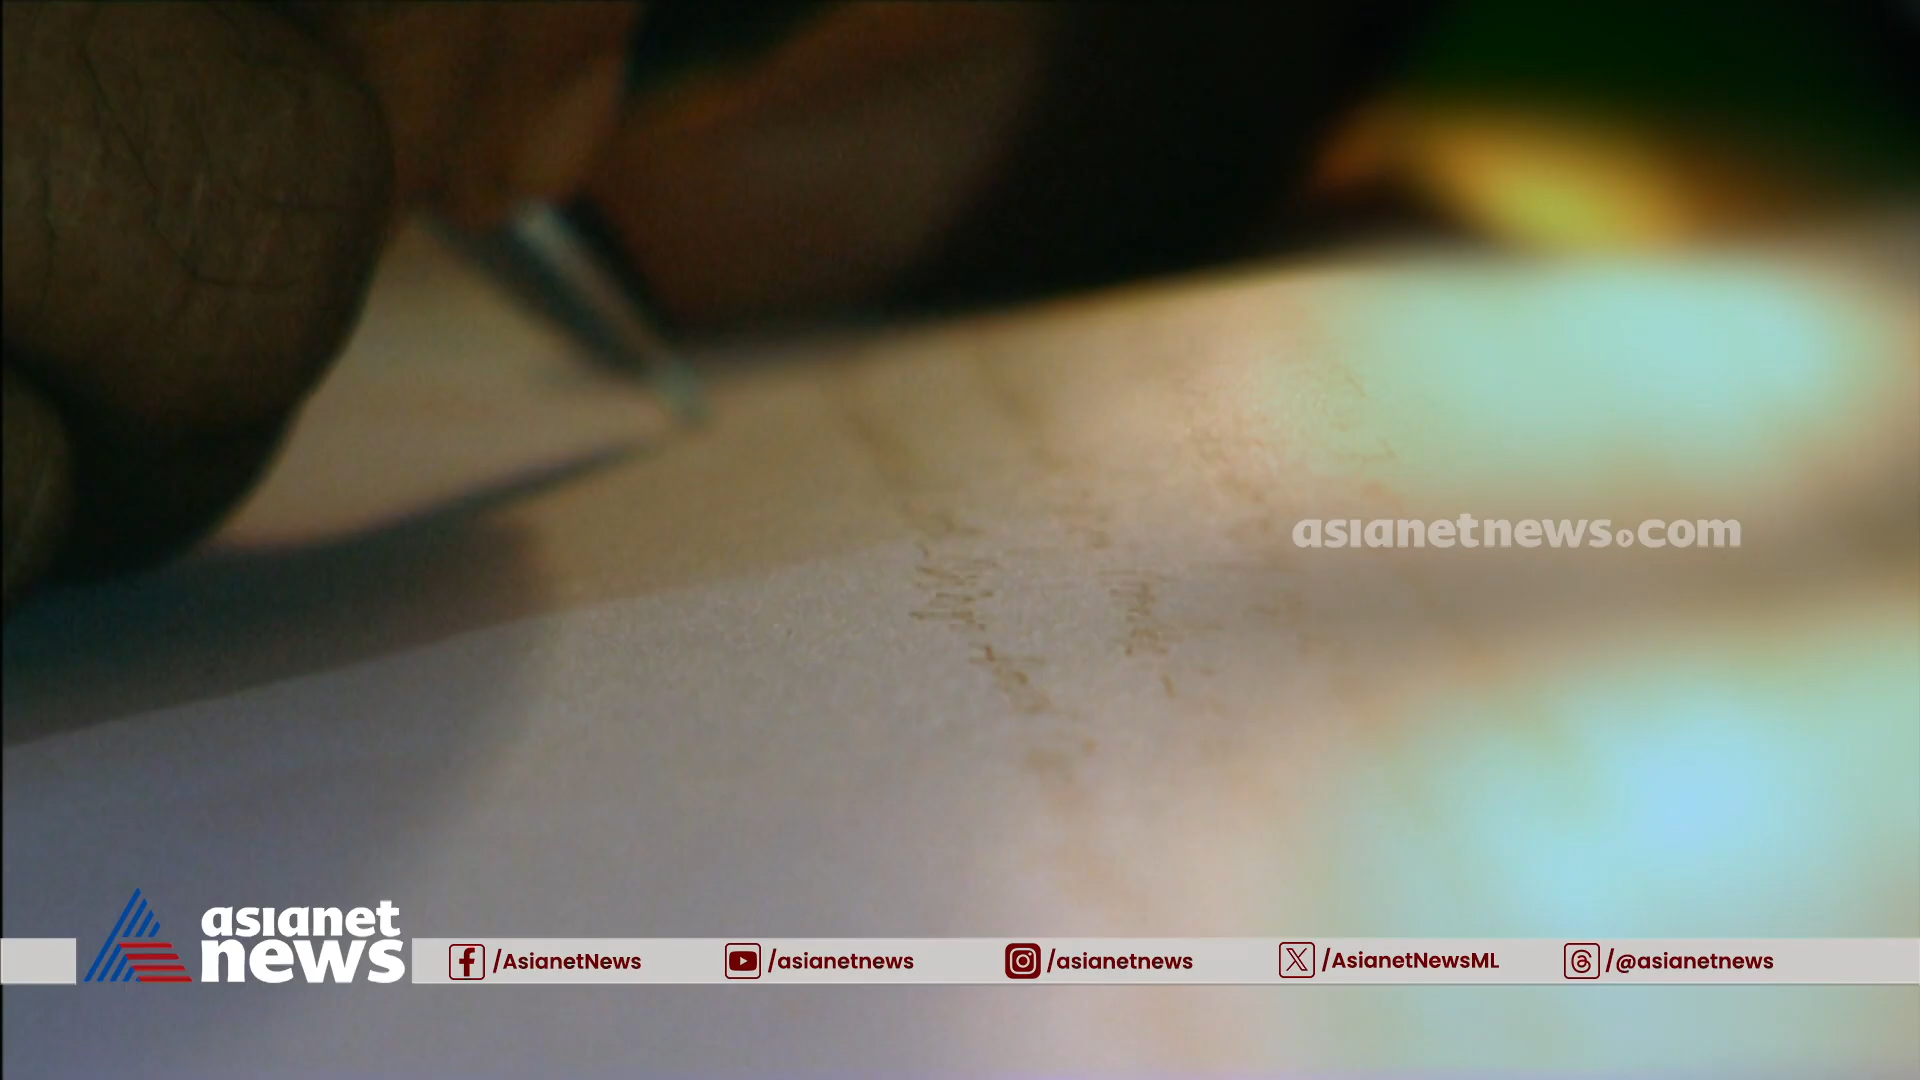 asianetnews.com
asianet
news
/AsianetNews
/asianetnews
/asianetnews
/AsianetNewsML
/@asianetnews